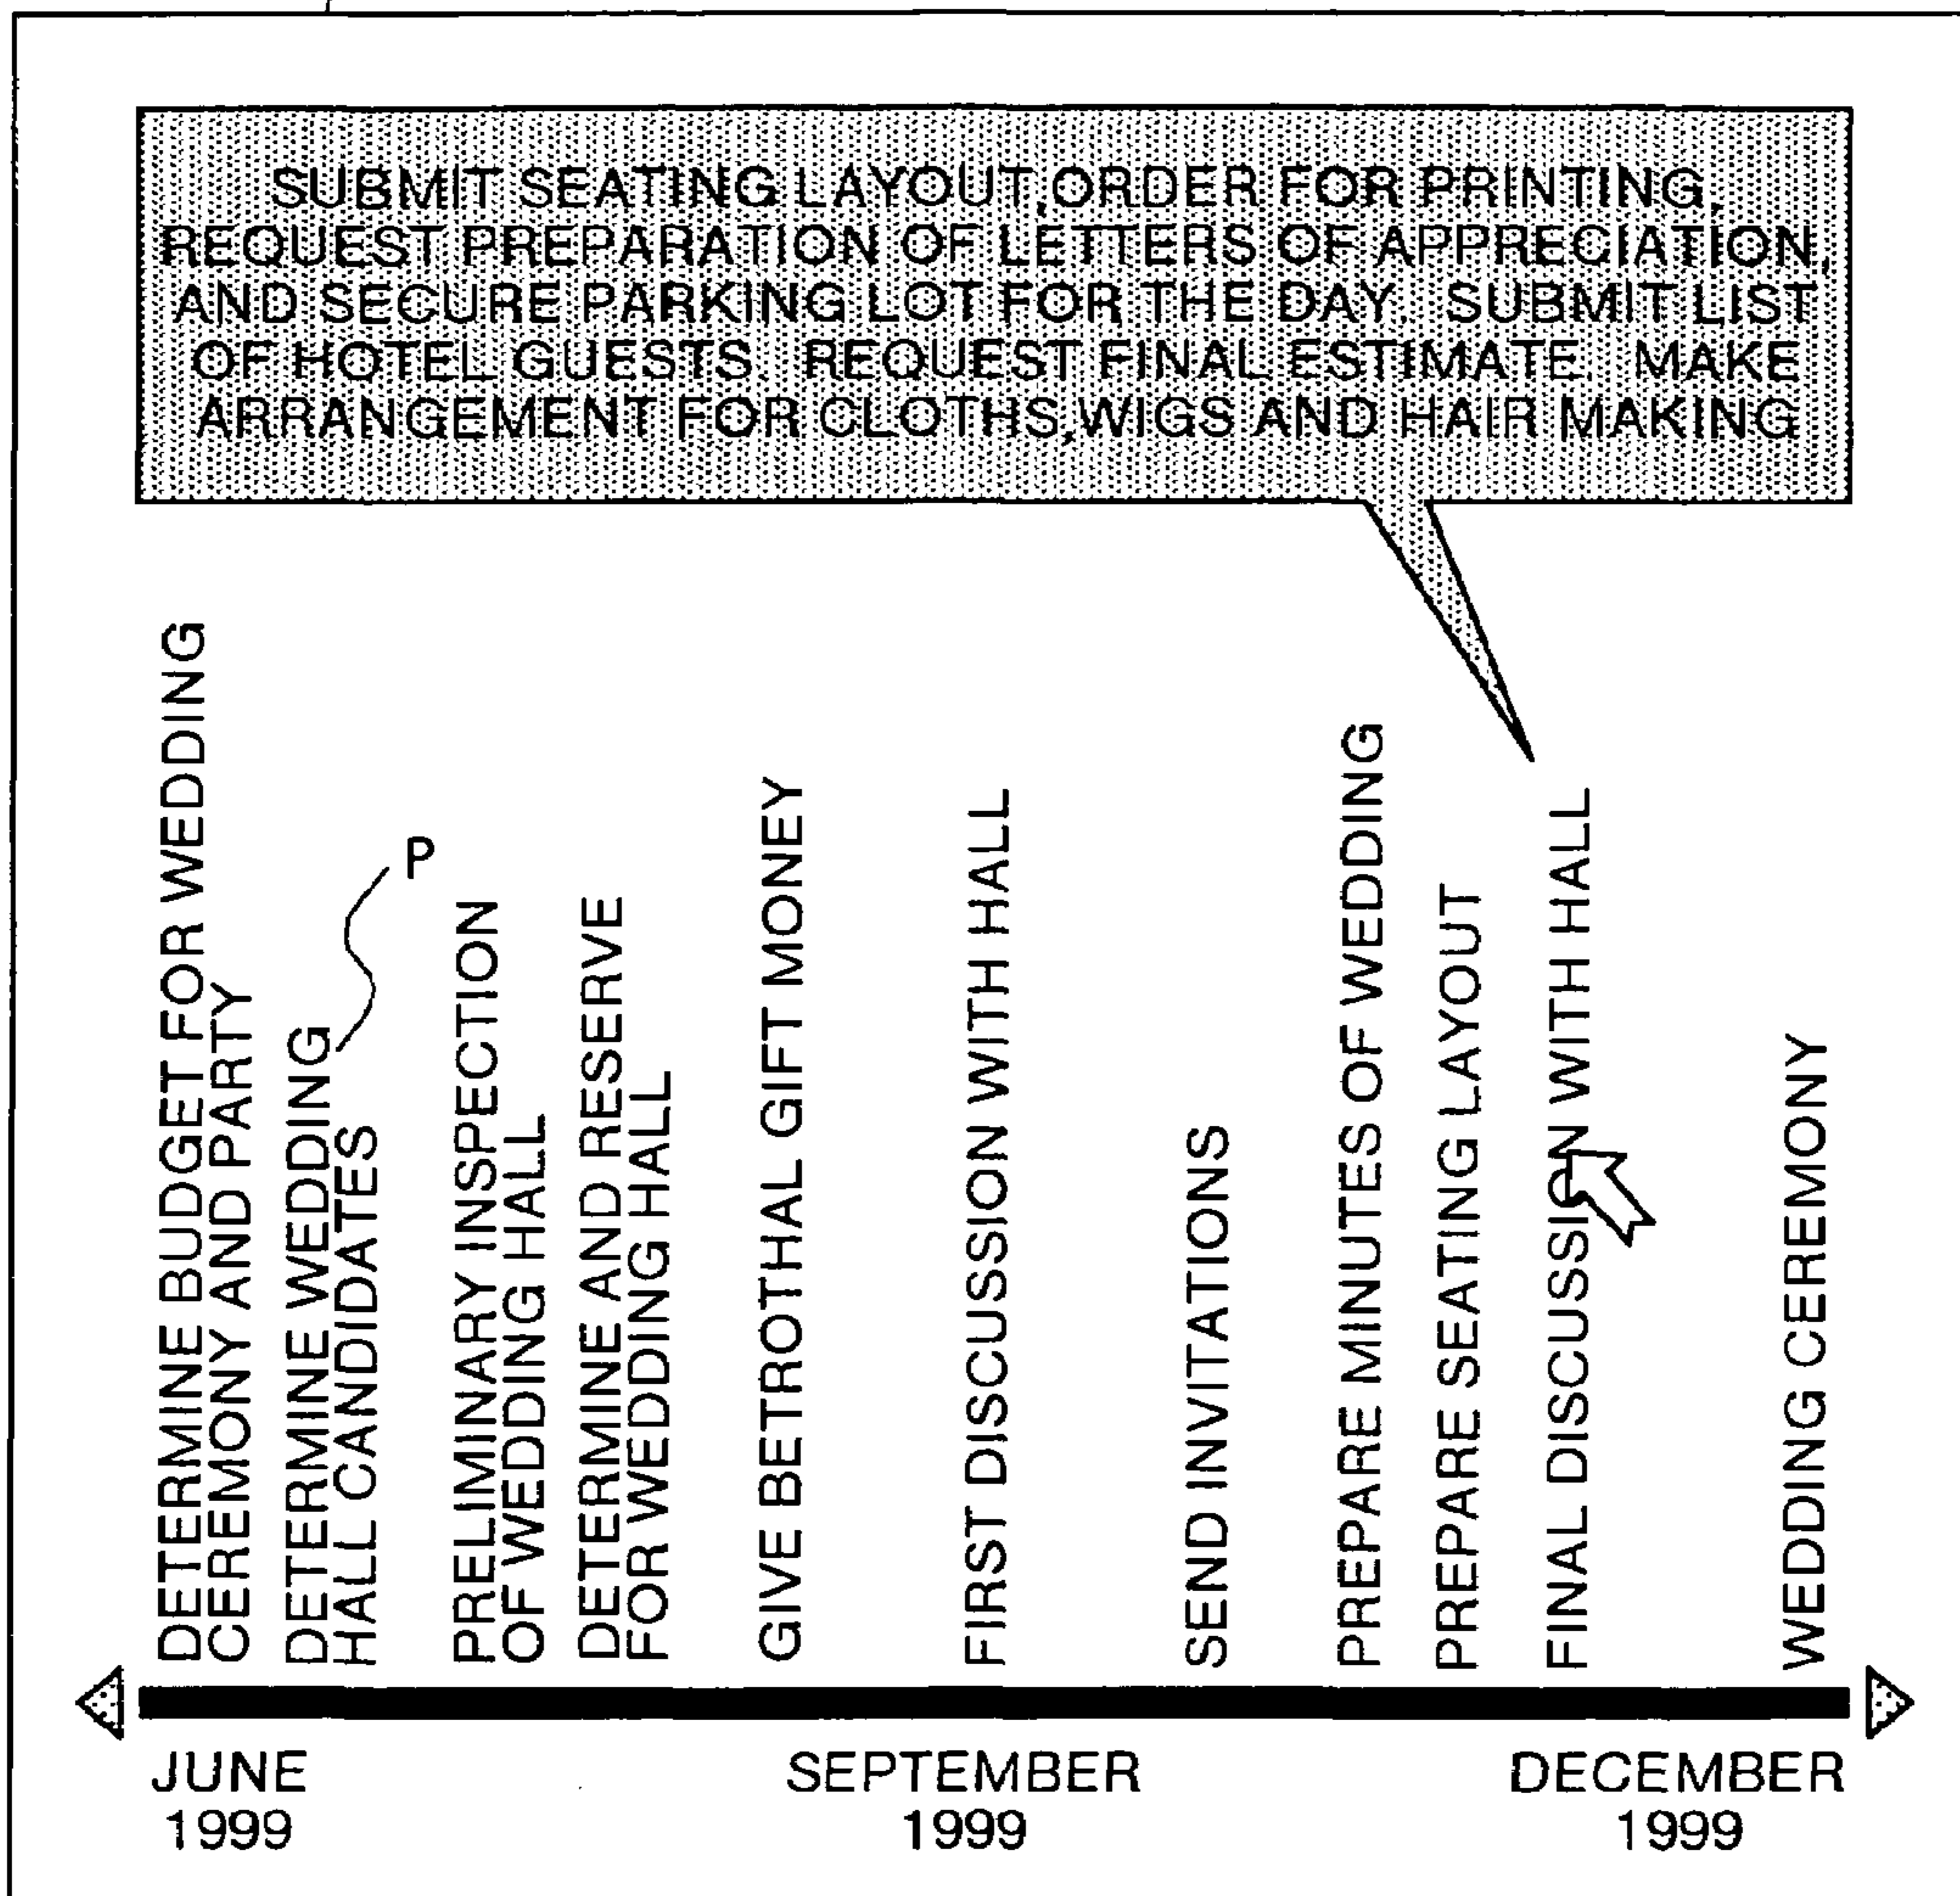 SUBMIT SEATING LAYOUT,ORDER FOR PRINTING,
REQUEST PREPARATION OF LETTERS OF APPRECIATION,
AND SECURE PARKING LOT FOR THE DAY. SUBMIT LIST
OF HOTEL GUESTS. REQUEST FINAL ESTIMATE. MAKE
ARRANGEMENT FOR CLOTHS,WIGS AND HAIR MAKING
DETERMINE BUDGET FOR WEDDING
CEREMONY AND PARTY
DETERMINE WEDDING
HALL CANDIDATES
P
PRELIMINARY INSPECTION
OF WEDDING HALL
DETERMINE AND RESERVE
FOR WEDDING HALL
GIVE BETROTHAL GIFT MONEY
FIRST DISCUSSION WITH HALL
SEND INVITATIONS
PREPARE MINUTES OF WEDDING
PREPARE SEATING LAYOUT
FINAL DISCUSSION WITH HALL
WEDDING CEREMONY
JUNE
1999
SEPTEMBER
1999
DECEMBER
1999